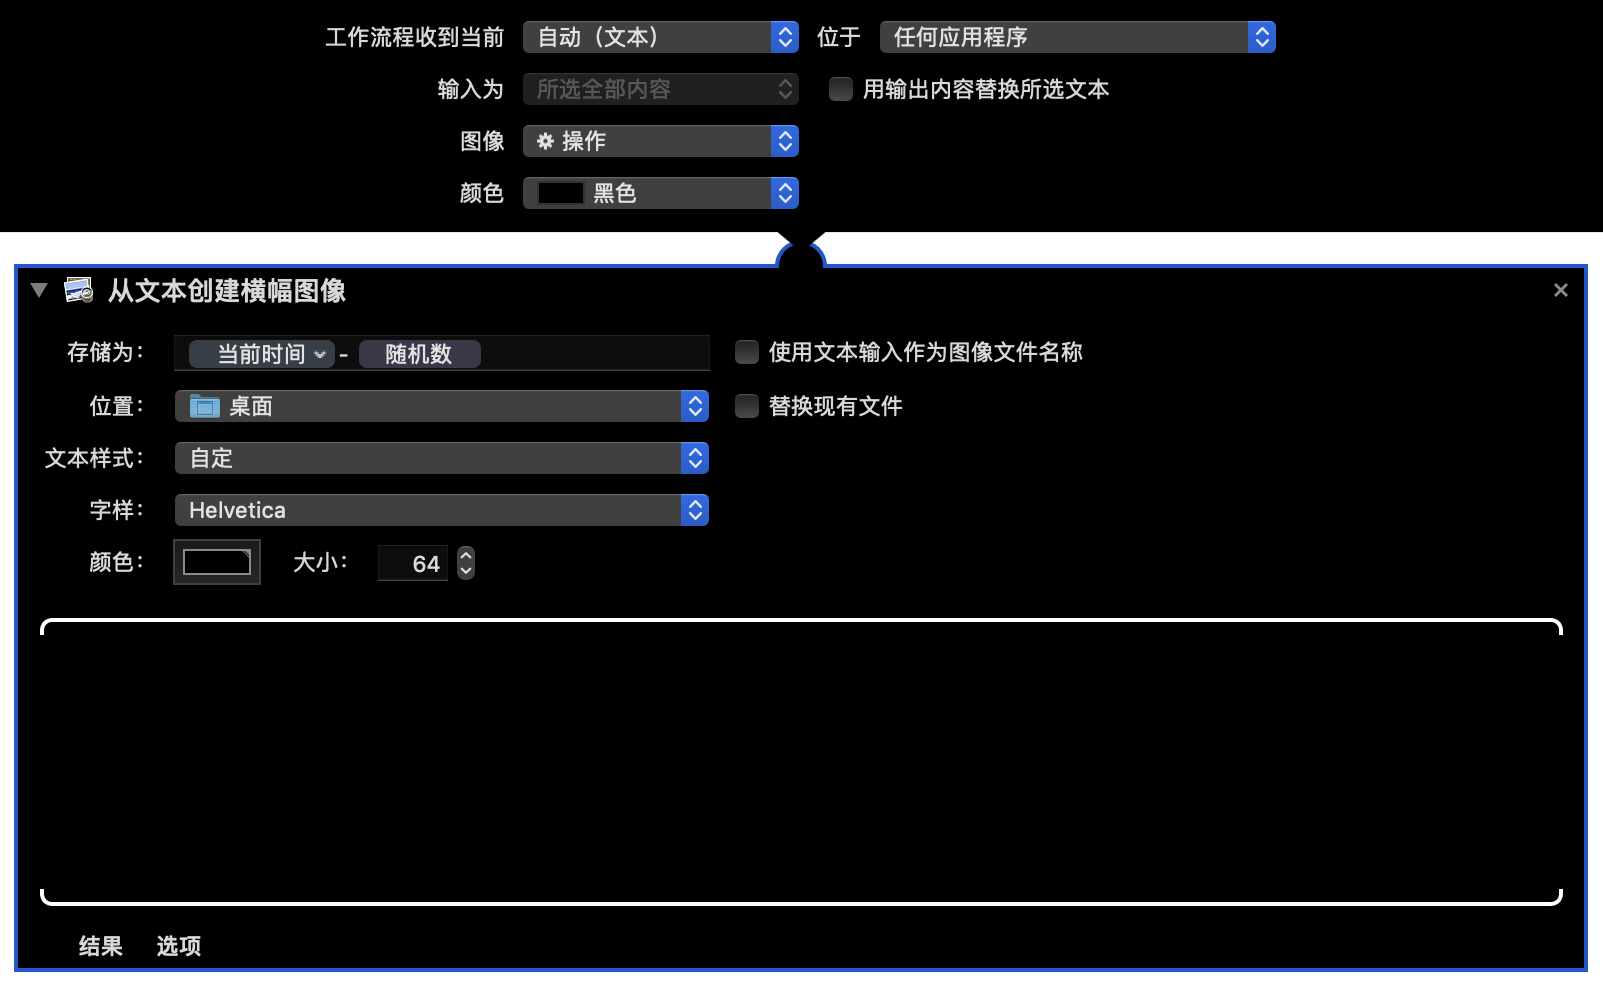 工作流程收到当前 自动（文本） 位于 任何应用程序
输入为 所选全部内容 用输出内容替换所选文本
图像 操作
颜色 黑色
从文本创建横幅图像
存储为： 当前时间 - 随机数 使用文本输入作为图像文件名称
位置： 桌面 替换现有文件
文本样式： 自定
字样： Helvetica
颜色： 大小： 64
结果 选项